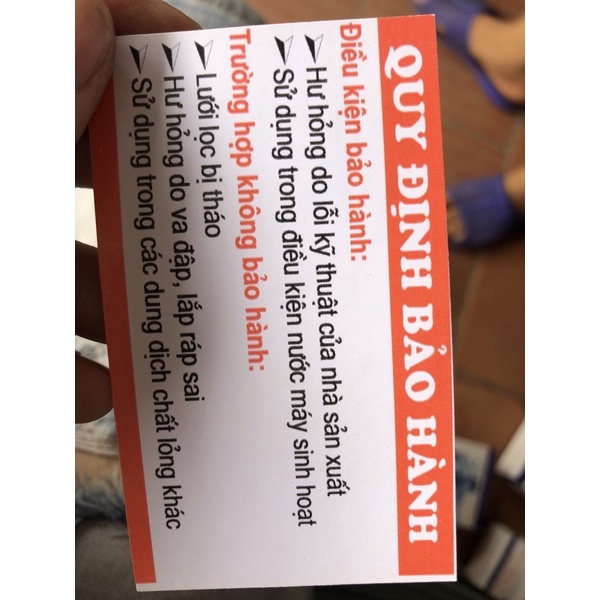 QUY ĐỊNH BẢO HÀNH
Điều kiện bảo hành:
➤ Hư hỏng do lỗi kỹ thuật của nhà sản xuất
➤ Sử dụng trong điều kiện nước máy sinh hoạt
Trường hợp không bảo hành:
➤ Lưới lọc bị tháo
➤ Hư hỏng do va đập, lắp ráp sai
➤ Sử dụng trong các dung dịch chất lỏng khác